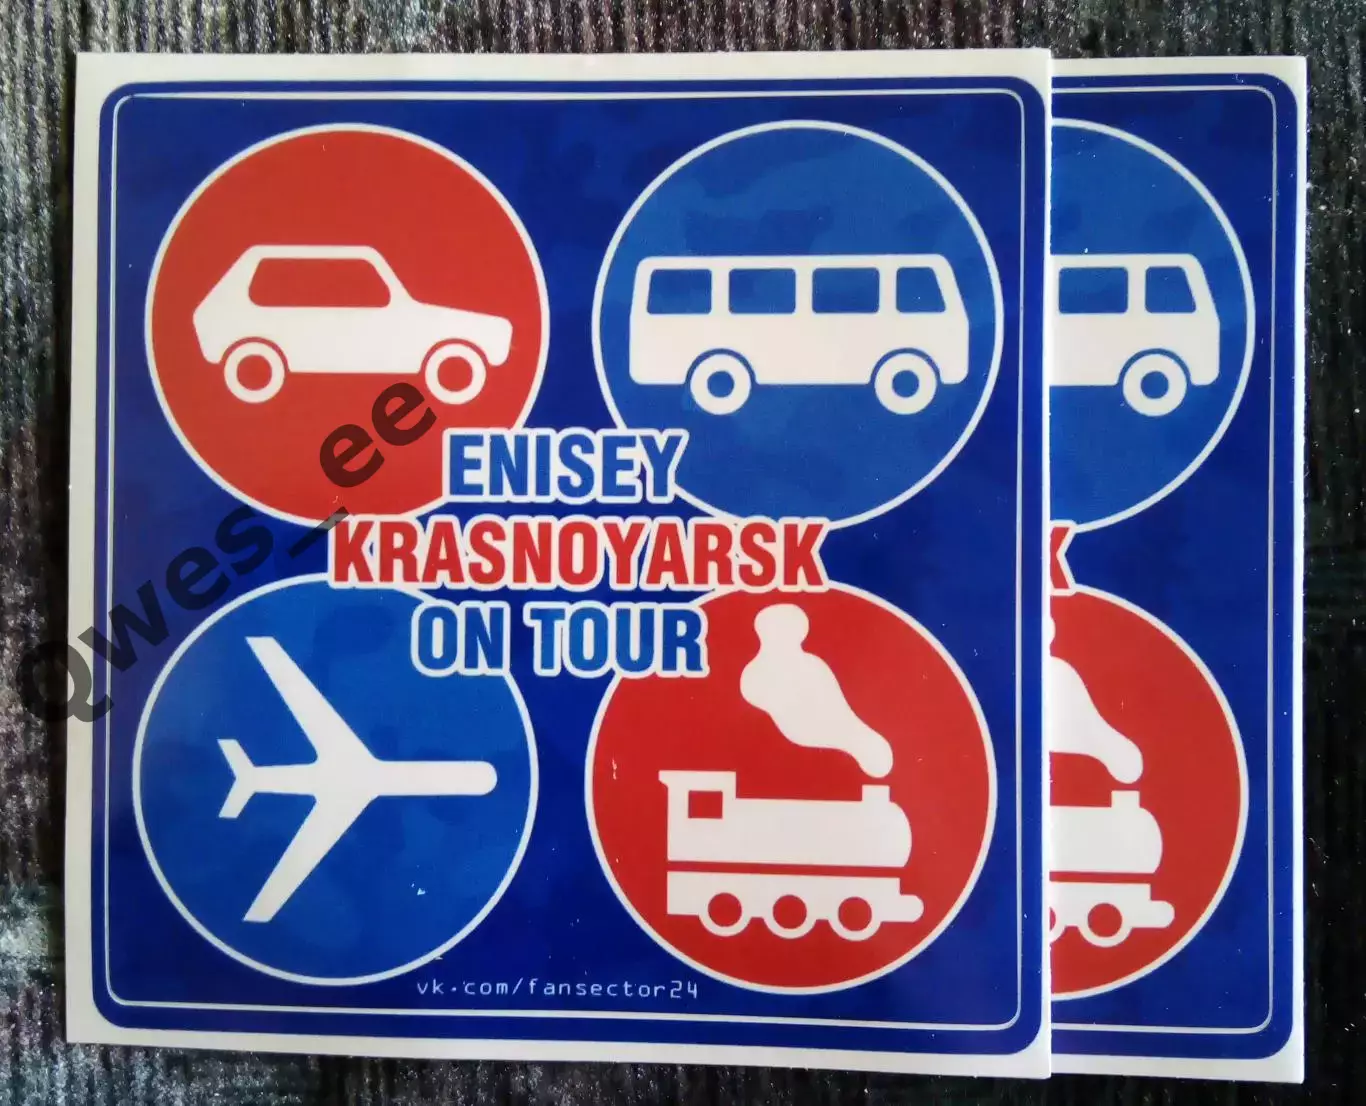 ENISEY
KRASNOYARSK
K
ON TOUR
vk.com/fansector24
Qwes_ee